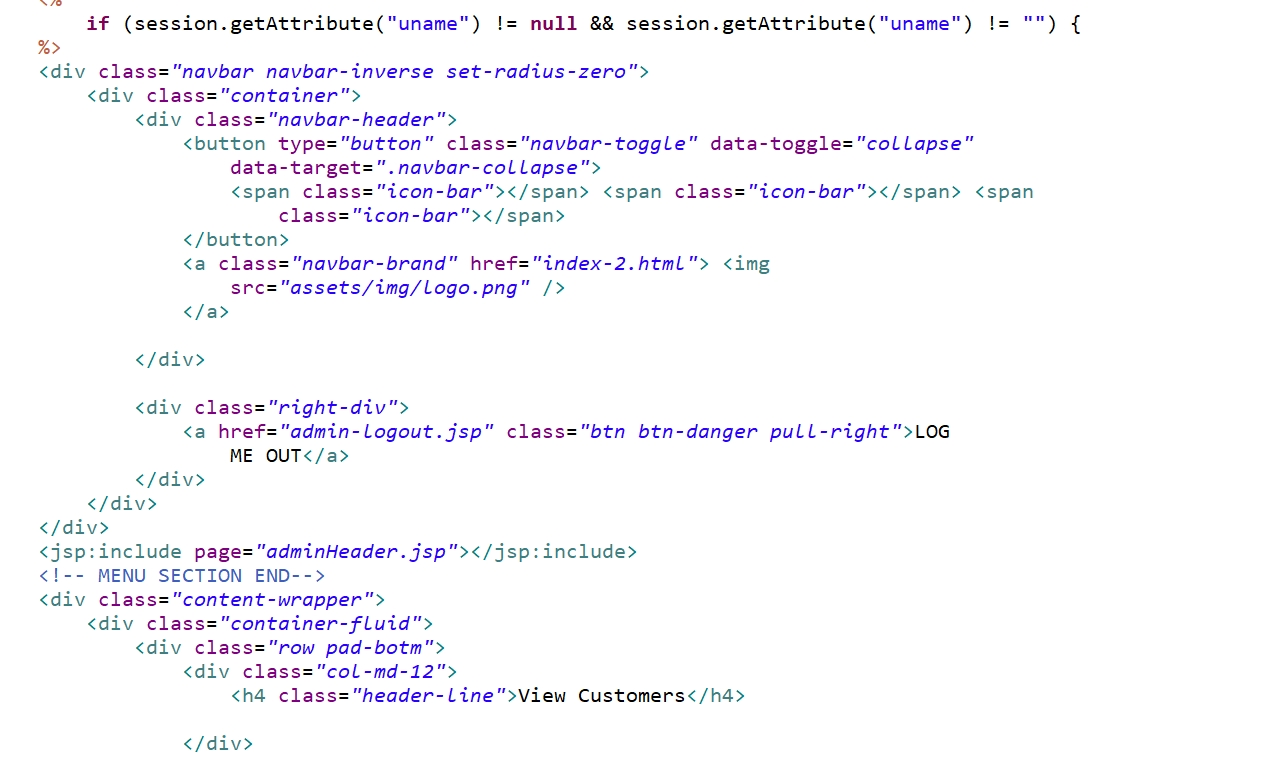 <%
if (session.getAttribute("uname") != null && session.getAttribute("uname") != "") {
%>
<div class="navbar navbar-inverse set-radius-zero">
<div class="container">
<div class="navbar-header">
<button type="button" class="navbar-toggle" data-toggle="collapse"
data-target=".navbar-collapse">
<span class="icon-bar"></span> <span class="icon-bar"></span> <span
class="icon-bar"></span>
</button>
<a class="navbar-brand" href="index-2.html"> <img
src="assets/img/logo.png" />
</a>
</div>
<div class="right-div">
<a href="admin-logout.jsp" class="btn btn-danger pull-right">LOG
ME OUT</a>
</div>
</div>
</div>
<jsp:include page="adminHeader.jsp"></jsp:include>
<!-- MENU SECTION END-->
<div class="content-wrapper">
<div class="container-fluid">
<div class="row pad-botm">
<div class="col-md-12">
<h4 class="header-line">View Customers</h4>
</div>